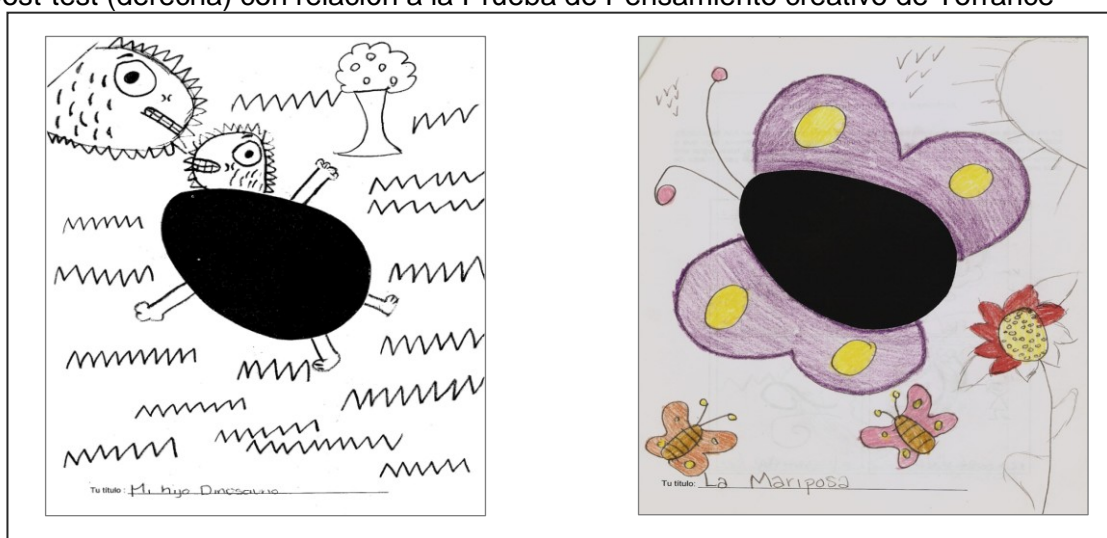 ost-test (derecha) con relación a la Prueba de Pensamiento creativo de Torrance
Tu título: Mi hijo Dinosaurio
Tu título: La Mariposa